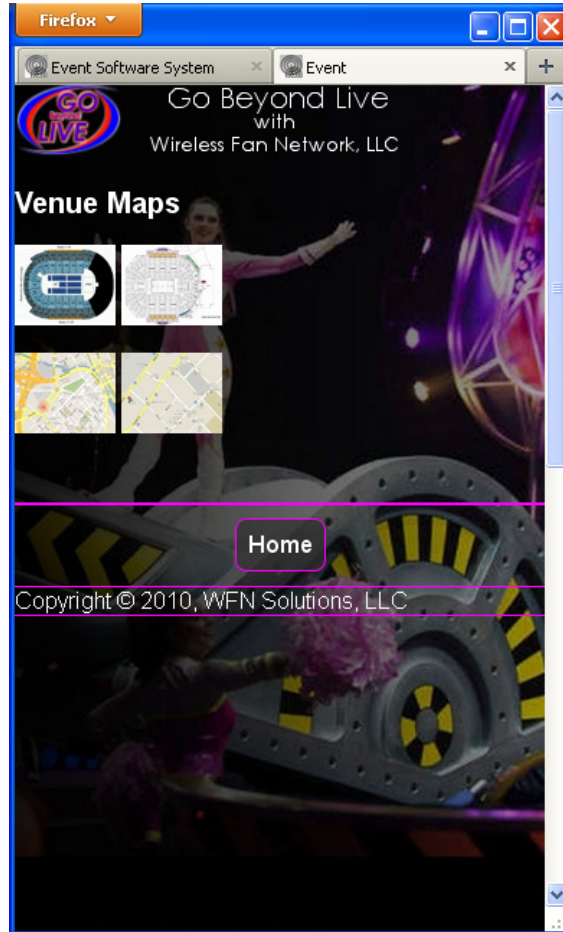 Firefox
Event Software System
Event
GO
beyond
LIVE
Go Beyond Live
with
Wireless Fan Network, LLC
Venue Maps
Home
Copyright © 2010, WFN Solutions, LLC